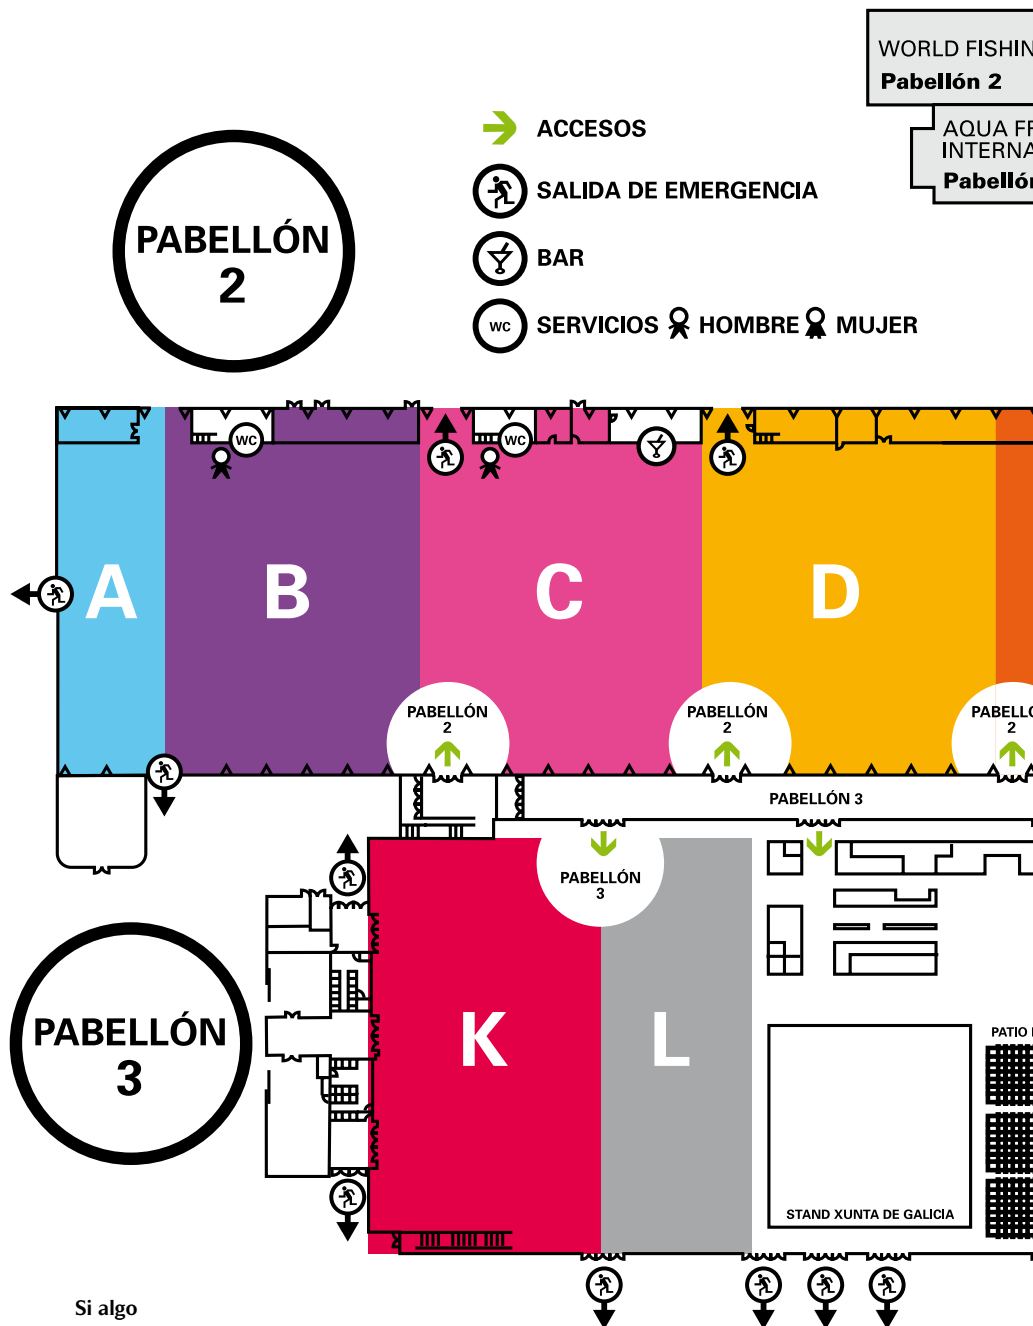 WORLD FISHIN
Pabellón 2
AQUA FR
INTERNA
Pabellón
ACCESOS
SALIDA DE EMERGENCIA
BAR
WC SERVICIOS HOMBRE MUJER
PABELLÓN
2
WC
WC
A
B
C
D
PABELLÓN
2
PABELLÓN
2
PABELLÓ
2
PABELLÓN 3
PABELLÓN
3
PABELLÓN
3
K
L
PATIO
STAND XUNTA DE GALICIA
Si algo